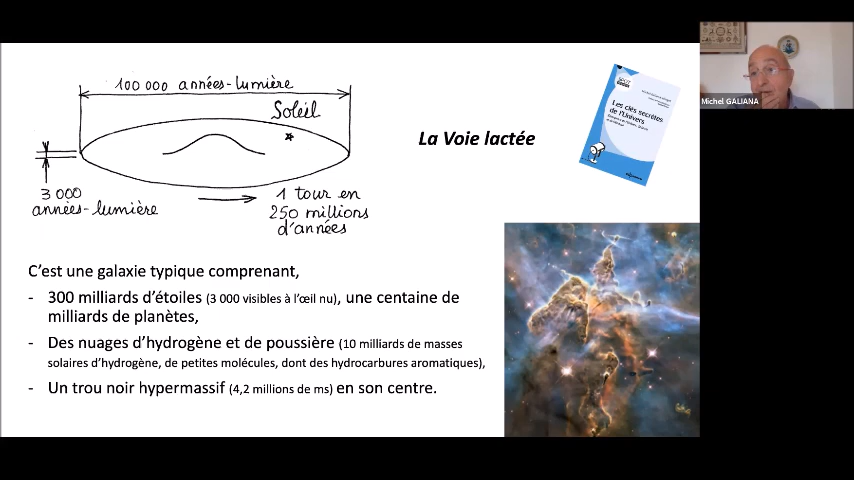 100 000 années-lumière
Soleil
3 000
années-lumière
1 tour en
250 millions
d'années
La Voie lactée
Les clés secrètes
de l'Univers
Michel GALIANA
C'est une galaxie typique comprenant,
- 300 milliards d'étoiles (3 000 visibles à l'œil nu), une centaine de
milliards de planètes,
- Des nuages d'hydrogène et de poussière (10 milliards de masses
solaires d'hydrogène, de petites molécules, dont des hydrocarbures aromatiques),
- Un trou noir hypermassif (4,2 millions de ms) en son centre.